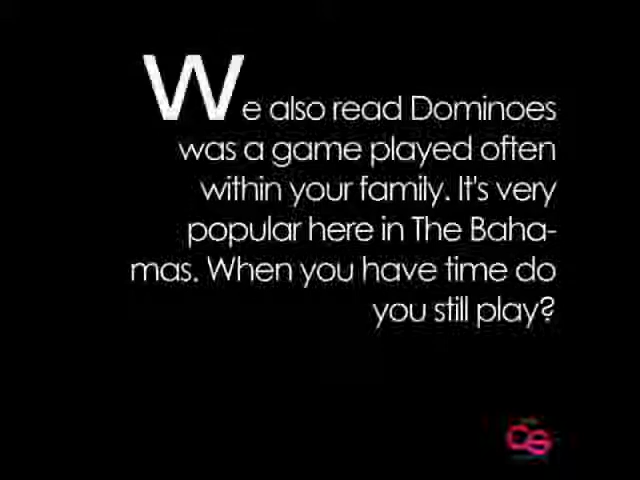 We also read Dominoes
was a game played often
within your family. It's very
popular here in The Baha-
mas. When you have time do
you still play?
CS